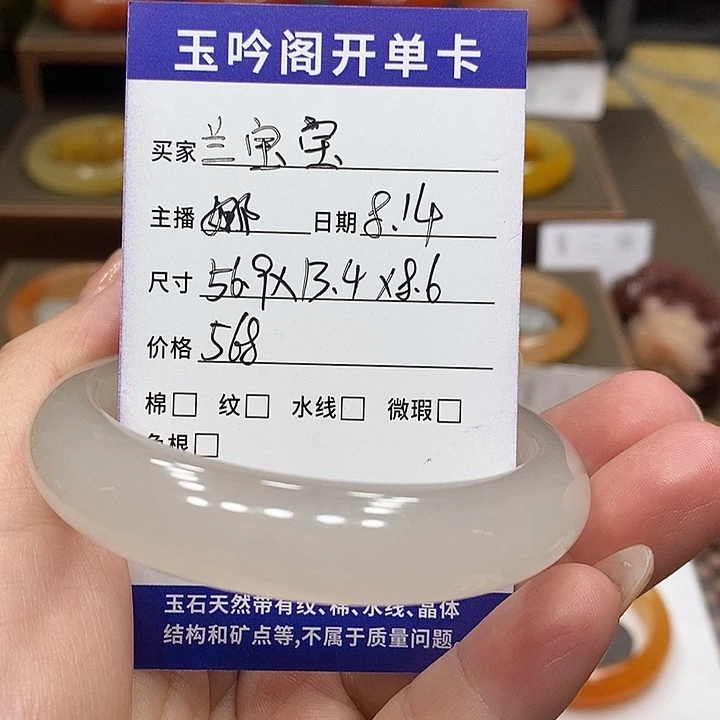 玉吟阁开单卡
买家 兰宝宝
主播 娜 日期 8.14
尺寸 56.9x13.4x8.6
价格 568
棉□ 纹□ 水线□ 微瑕□
色根□
玉石天然带有纹、棉、水线、晶体
结构和矿点等,不属于质量问题。